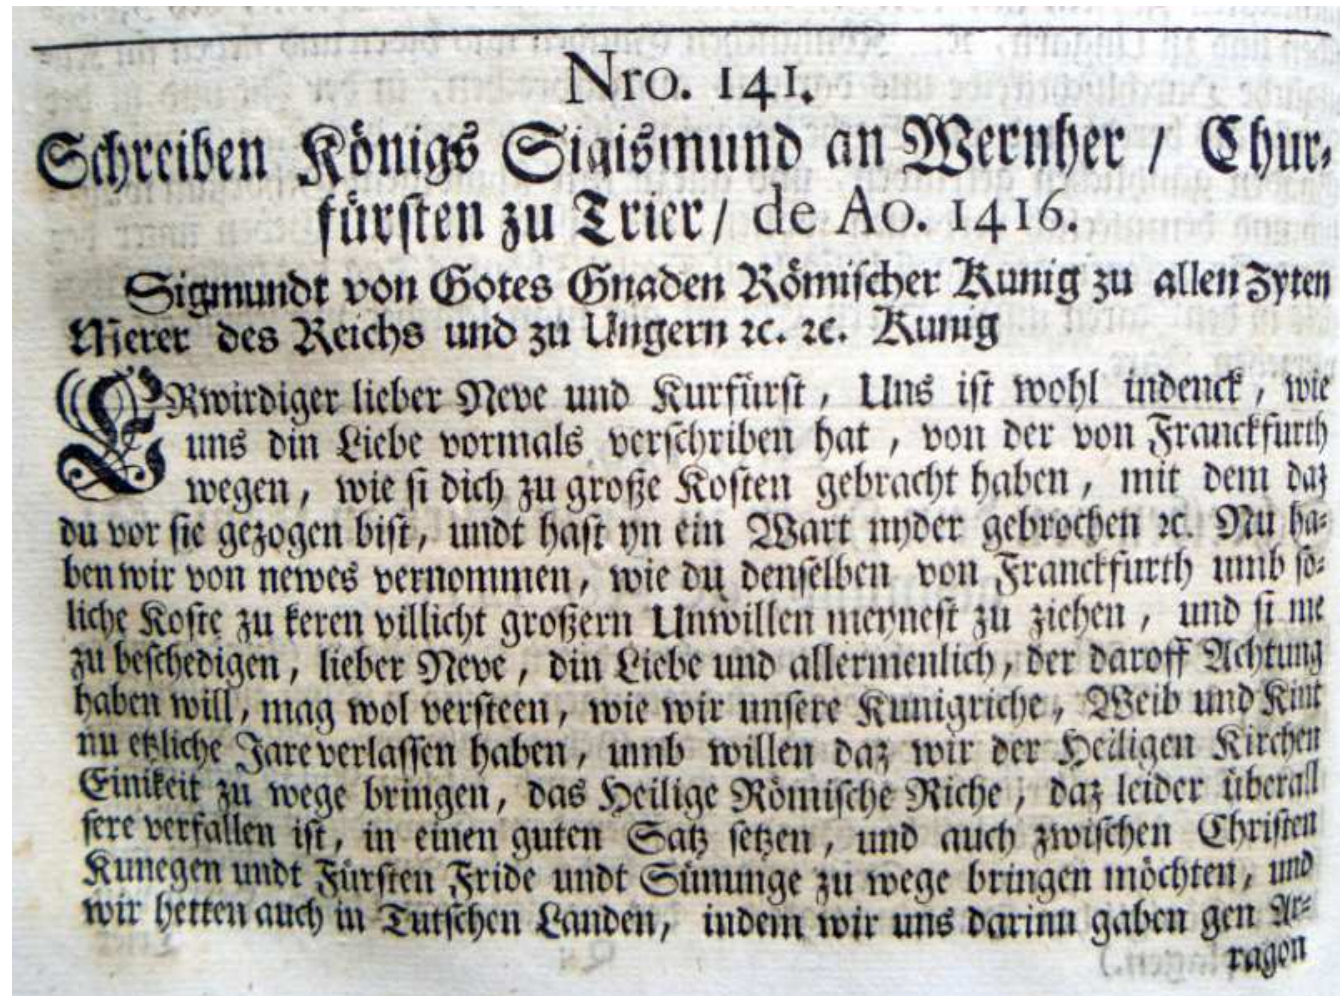 Nro. 141.
Schreiben Königs Sigismund an Wernher / Chur-
fürsten zu Trier / de Ao. 1416.
Sigmundt von Gotes Gnaden Römischer Kunig zu allen zyten
Merer des Reichs und zu Ungern ꝛc. ꝛc. Kunig
ERwirdiger lieber Neve und Kurfürst, Uns ist wohl indenck, wie
uns din Liebe vormals verschriben hat, von der von Franckfurth
wegen, wie si dich zu große Kosten gebracht haben, mit dem daz
du vor sie gezogen bist, undt hast yn ein Wart nyder gebrochen ꝛc. Nu ha-
ben wir von newes vernommen, wie du denselben von Franckfurth umb so-
liche Koste zu keren villicht großern Unwillen meynest zu ziehen, und si me
zu beschedigen, lieber Neve, din Liebe und allermenlich, der daroff Achtung
haben will, mag wol versteen, wie wir unsere Kunigriche, Weib und Kint
nu etzliche Jare verlassen haben, umb willen daz wir der Heiligen Kirchen
Einikeit zu wege bringen, das Heilige Römische Riche, daz leider überall
sere verfallen ist, in einen guten Satz setzen, und auch zwischen Christen
Kunegen undt Fürsten Fride undt Sünunge zu wege bringen möchten, und
wir hetten auch in Tutschen Landen, indem wir uns darinn gaben gen Ar-
ragon